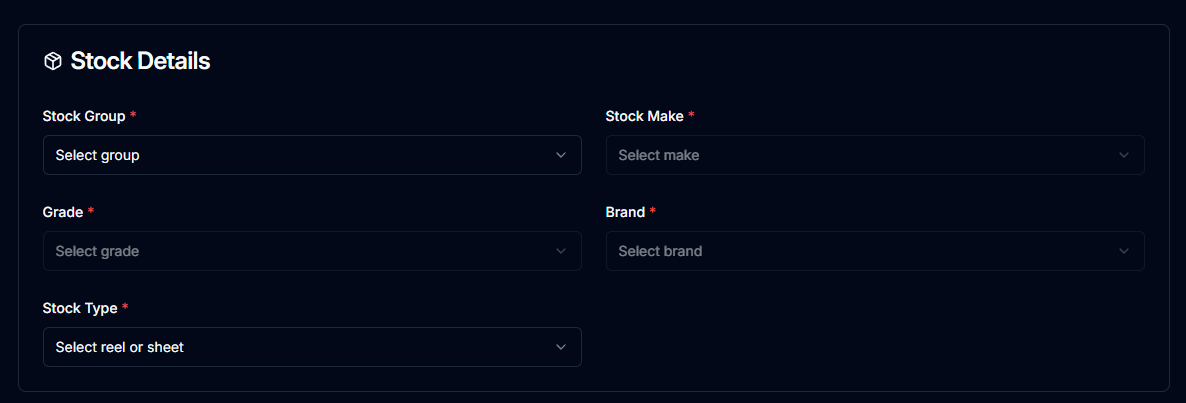 Stock Details
Stock Group *
Stock Make *
Select group
Select make
Grade *
Brand *
Select grade
Select brand
Stock Type *
Select reel or sheet